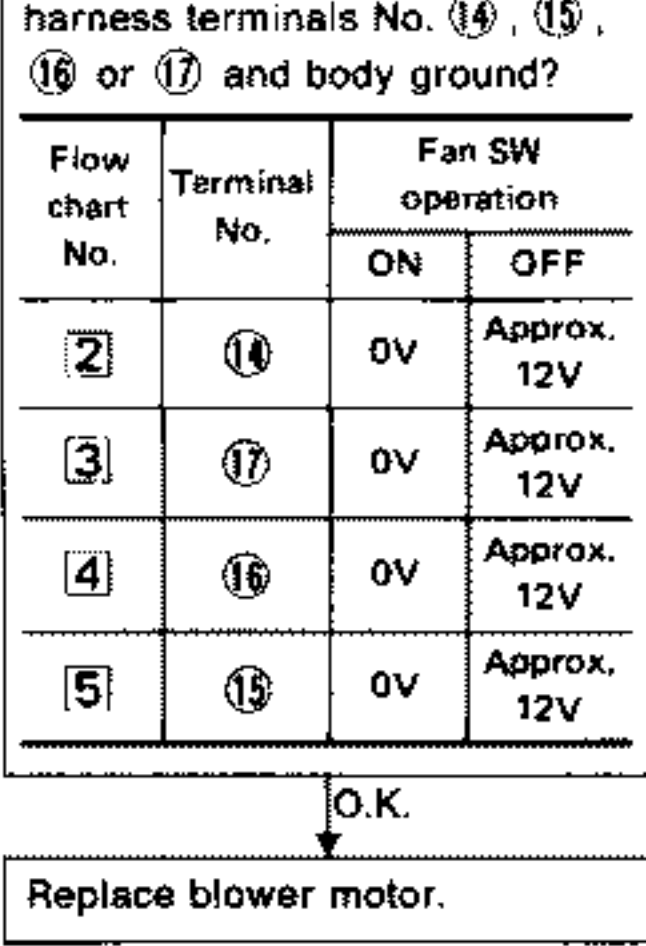 harness terminals No. ⑭ , ⑮ ,
⑯ or ⑰ and body ground?
Flow chart No. Terminal No. Fan SW operation
ON OFF
2 ⑭ 0V Approx. 12V
3 ⑰ 0V Approx. 12V
4 ⑯ 0V Approx. 12V
5 ⑮ 0V Approx. 12V
O.K.
Replace blower motor.